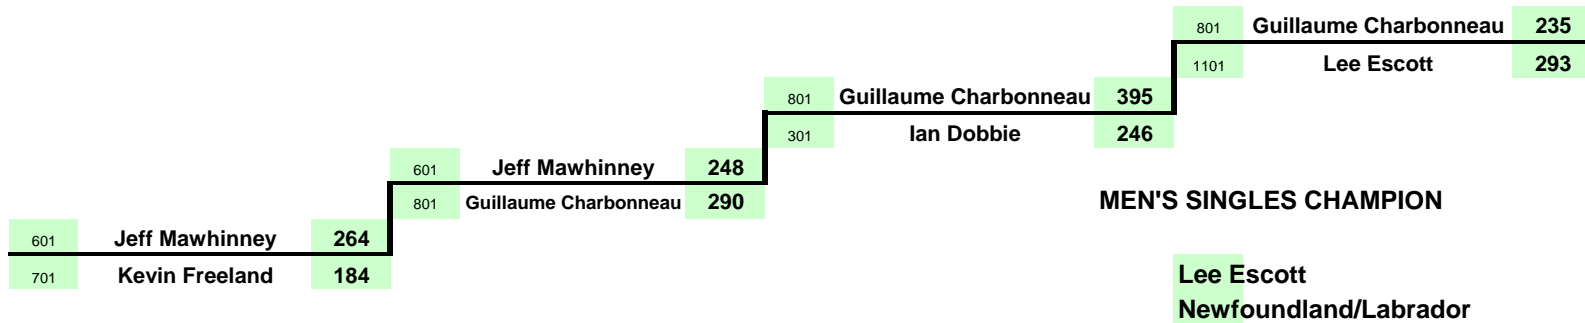 801 Guillaume Charbonneau 235
1101 Lee Escott 293
801 Guillaume Charbonneau 395
301 Ian Dobbie 246
601 Jeff Mawhinney 248
801 Guillaume Charbonneau 290
MEN'S SINGLES CHAMPION
601 Jeff Mawhinney 264
701 Kevin Freeland 184
Lee Escott
Newfoundland/Labrador